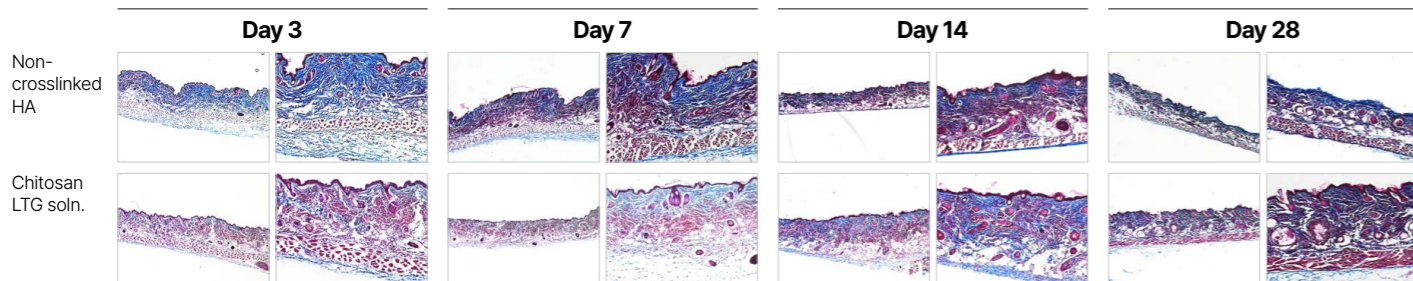 Day 3
Day 7
Day 14
Day 28
Non-
crosslinked
HA
Chitosan
LTG soln.